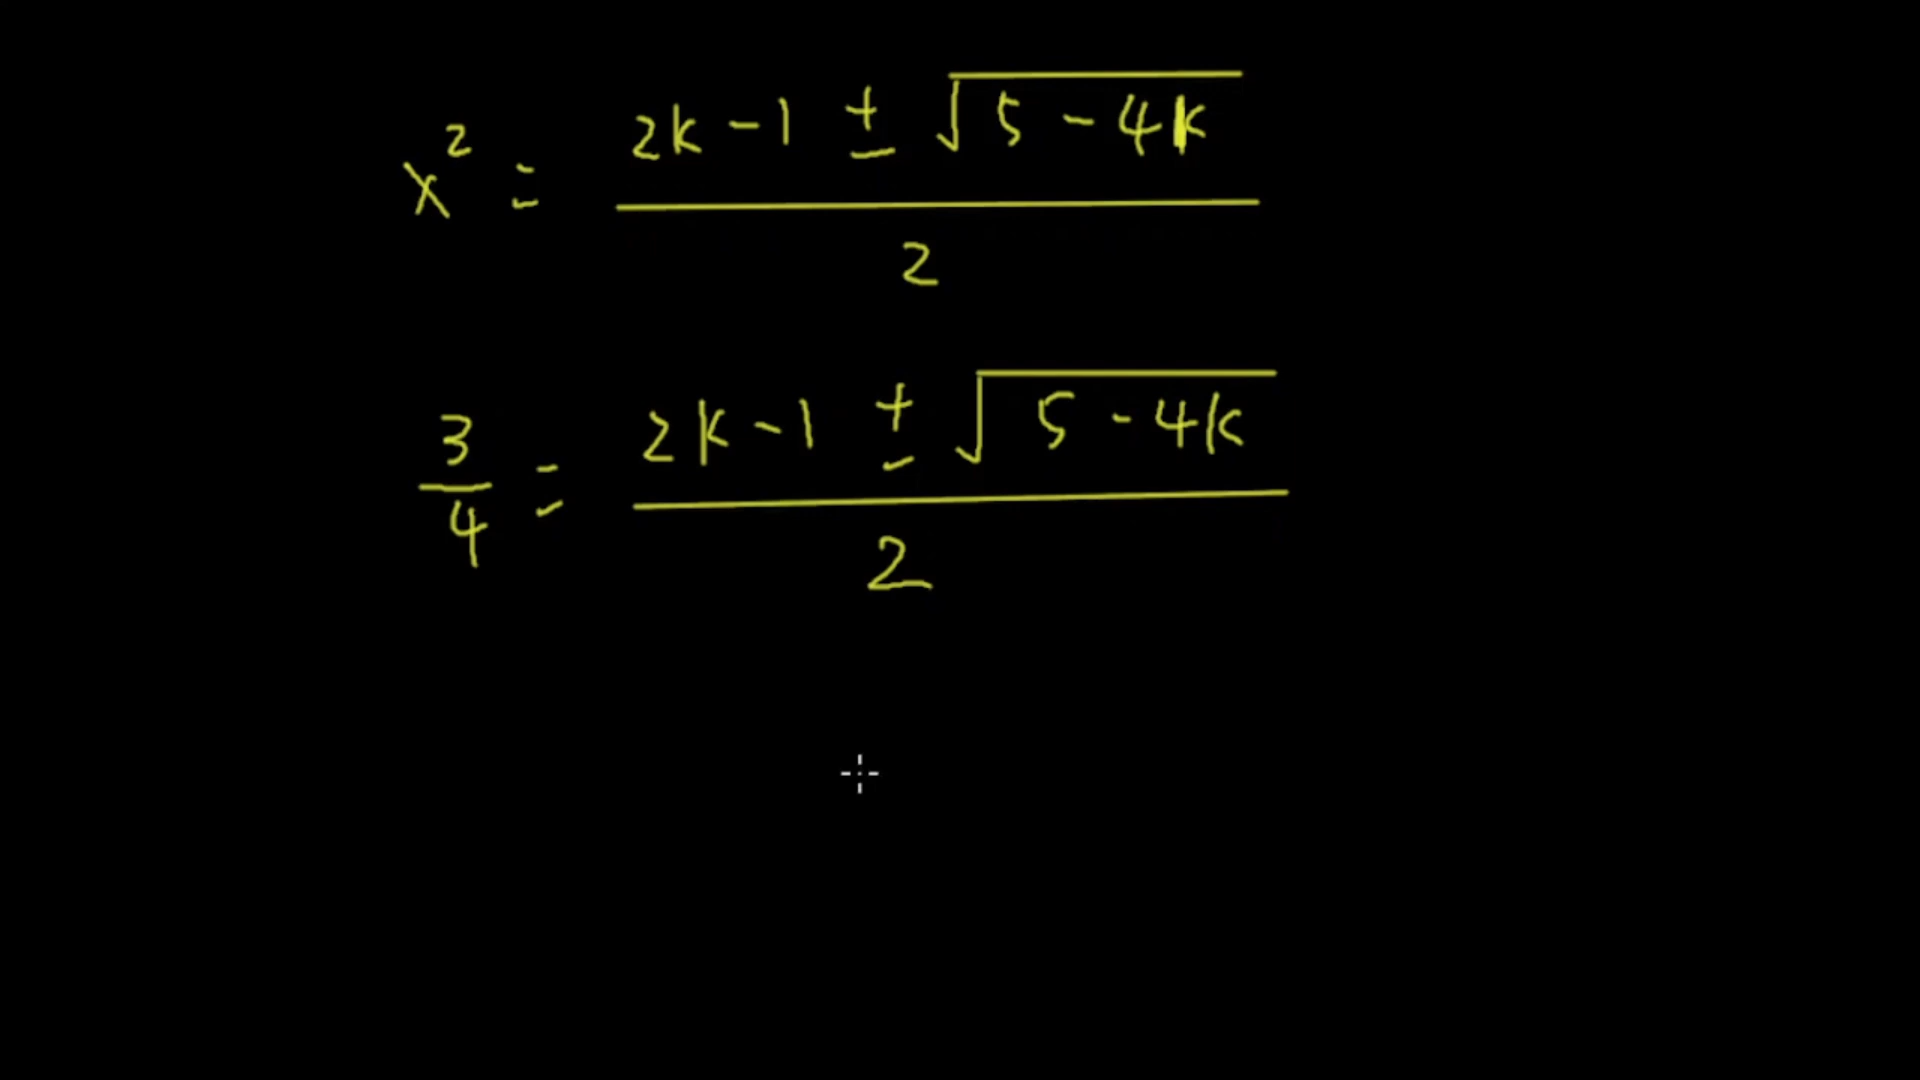 x² = (2k - 1 ± √(5 - 4k)) / 2
3/4 = (2k - 1 ± √(5 - 4k)) / 2